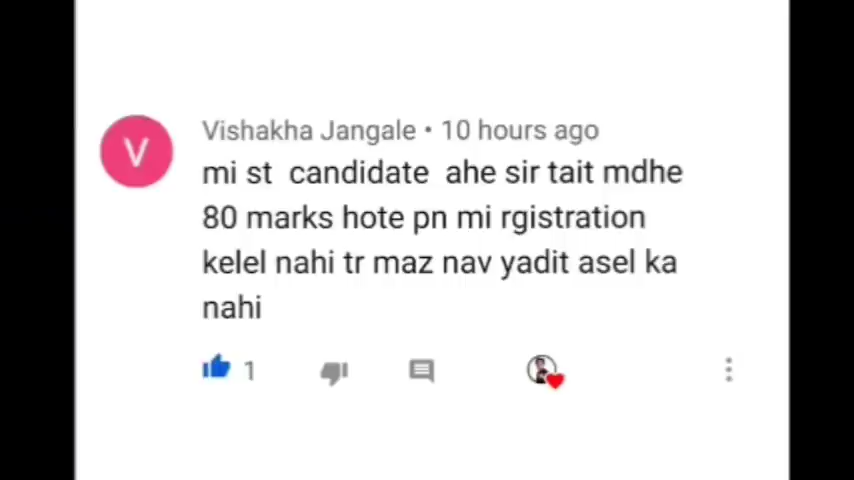 V
Vishakha Jangale • 10 hours ago
mi st candidate ahe sir tait mdhe
80 marks hote pn mi rgistration
kelel nahi tr maz nav yadit asel ka
nahi
1